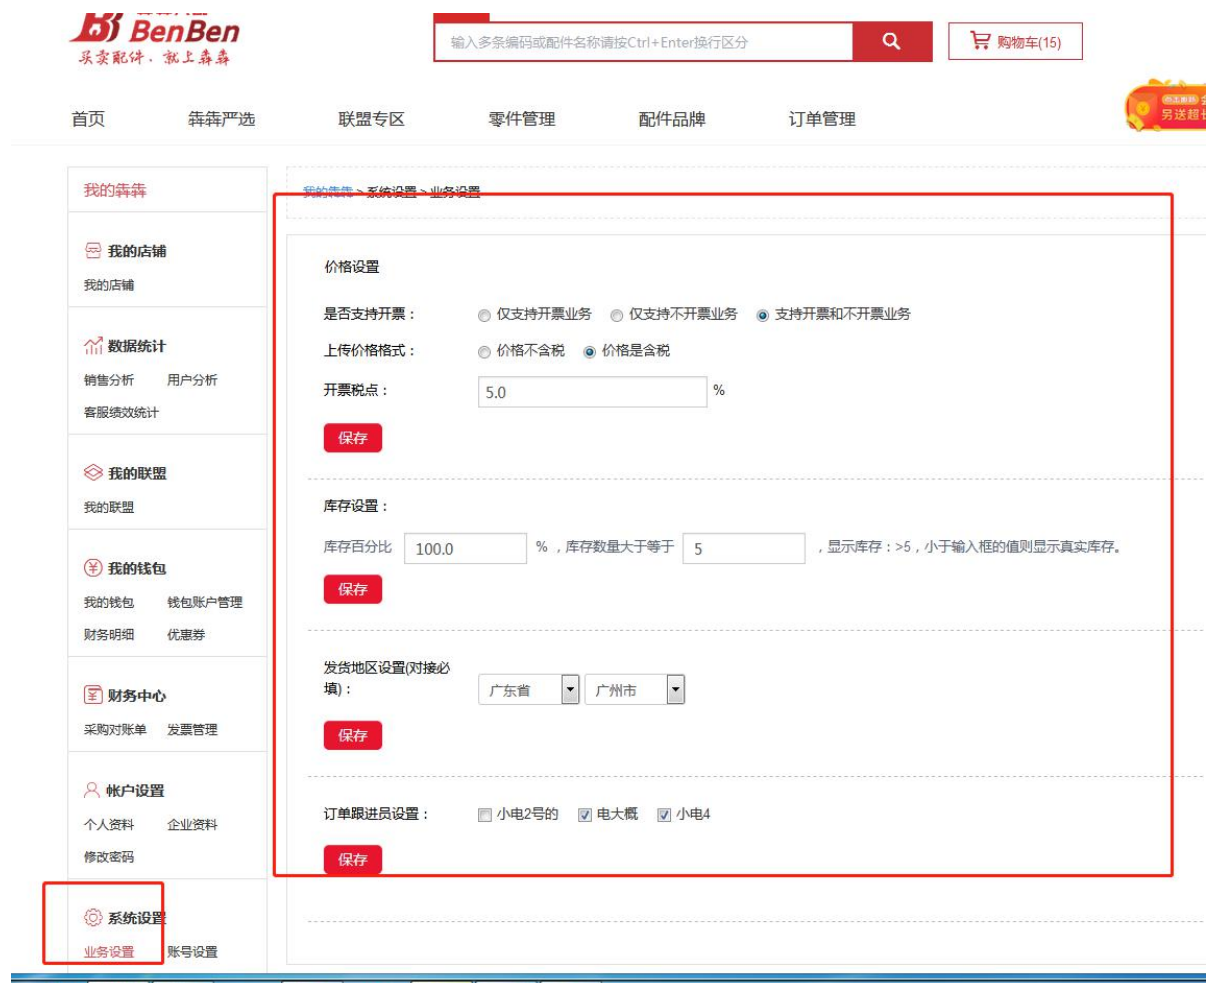 BenBen
买卖配件，就上犇犇
输入多条编码或配件名称请按Ctrl+Enter换行区分
购物车(15)
首页
犇犇严选
联盟专区
零件管理
配件品牌
订单管理
点击图标
另送超
我的犇犇
我的犇犇 > 系统设置 > 业务设置
我的店铺
我的店铺
数据统计
销售分析 用户分析
客服绩效统计
我的联盟
我的联盟
我的钱包
我的钱包 钱包账户管理
财务明细 优惠券
财务中心
采购对账单 发票管理
帐户设置
个人资料 企业资料
修改密码
系统设置
业务设置 账号设置
价格设置
是否支持开票： 仅支持开票业务 仅支持不开票业务 支持开票和不开票业务
上传价格格式： 价格不含税 价格是含税
开票税点： 5.0 %
保存
库存设置：
库存百分比 100.0 % ，库存数量大于等于 5 ，显示库存：>5，小于输入框的值则显示真实库存。
保存
发货地区设置(对接必
填)： 广东省 广州市
保存
订单跟进员设置： 小电2号的 电大概 小电4
保存